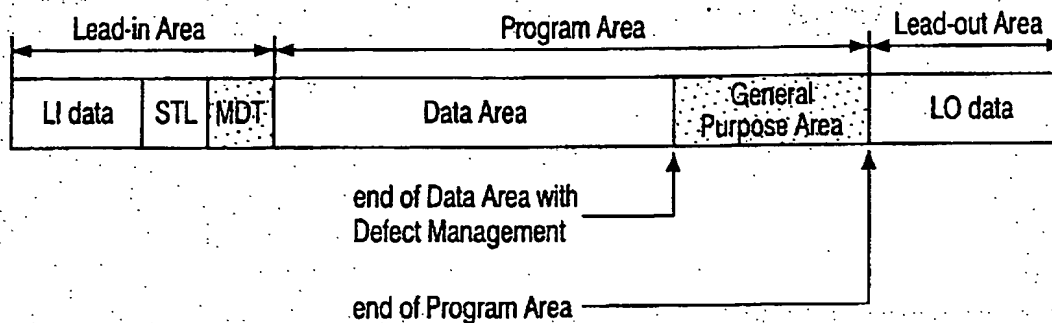 Lead-in Area
Program Area
Lead-out Area
LI data
STL
MDT
Data Area
General
Purpose Area
LO data
end of Data Area with
Defect Management
end of Program Area